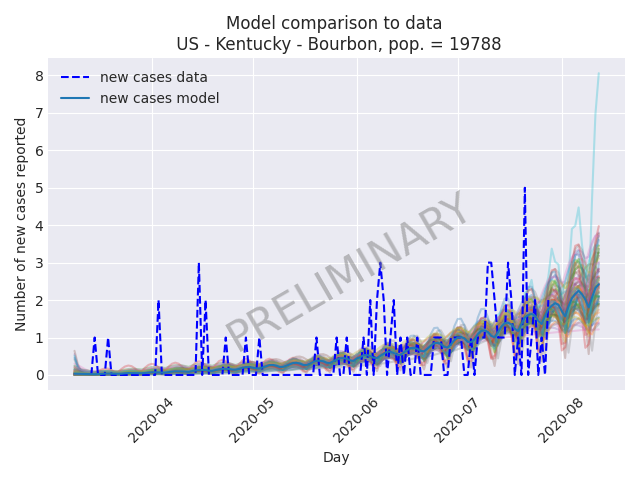 Model comparison to data
US - Kentucky - Bourbon, pop. = 19788
new cases data
new cases model
PRELIMINARY
Number of new cases reported
8
7
6
5
4
3
2
1
0
2020-04
2020-05
2020-06
2020-07
2020-08
Day